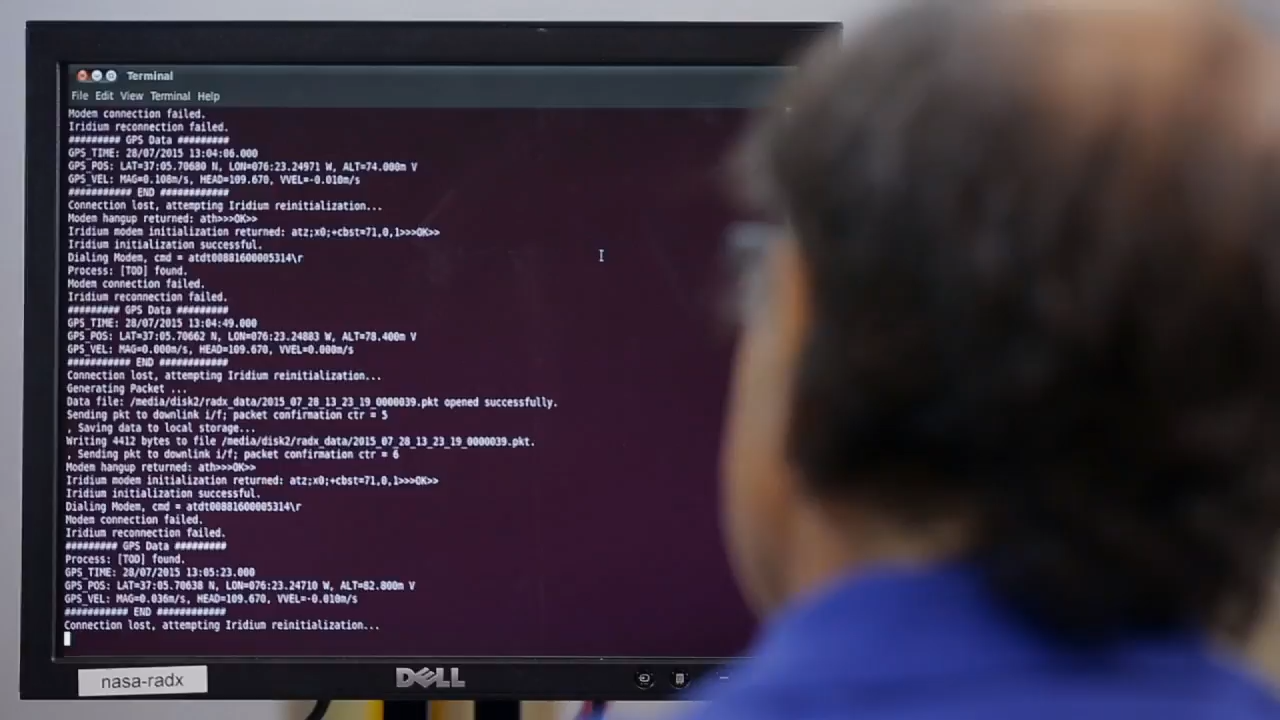 Terminal
File Edit View Terminal Help
Modem connection failed.
Iridium reconnection failed.
######### GPS Data #########
GPS_TIME: 28/07/2015 13:04:06.000
GPS_POS: LAT=37:05.70680 N, LON=076:23.24971 W, ALT=74.000m V
GPS_VEL: MAG=0.108m/s, HEAD=109.670, VVEL=-0.010m/s
########### END ############
Connection lost, attempting Iridium reinitialization...
Modem hangup returned: ath>>>OK>>
Iridium modem initialization returned: atz;x0;+cbst=71,0,1>>>OK>>
Iridium initialization successful.
Dialing Modem, cmd = atdt00881600005314\r
Process: [TOD] found.
Modem connection failed.
Iridium reconnection failed.
######### GPS Data #########
GPS_TIME: 28/07/2015 13:04:49.000
GPS_POS: LAT=37:05.70662 N, LON=076:23.24883 W, ALT=78.400m V
GPS_VEL: MAG=0.000m/s, HEAD=109.670, VVEL=0.000m/s
########### END ############
Connection lost, attempting Iridium reinitialization...
Generating Packet ...
Data file: /media/disk2/radx_data/2015_07_28_13_23_19_0000039.pkt opened successfully.
Sending pkt to downlink i/f; packet confirmation ctr = 5
, Saving data to local storage...
Writing 4412 bytes to file /media/disk2/radx_data/2015_07_28_13_23_19_0000039.pkt.
, Sending pkt to downlink i/f; packet confirmation ctr = 6
Modem hangup returned: ath>>>OK>>
Iridium modem initialization returned: atz;x0;+cbst=71,0,1>>>OK>>
Iridium initialization successful.
Dialing Modem, cmd = atdt00881600005314\r
Modem connection failed.
Iridium reconnection failed.
######### GPS Data #########
Process: [TOD] found.
GPS_TIME: 28/07/2015 13:05:23.000
GPS_POS: LAT=37:05.70638 N, LON=076:23.24710 W, ALT=82.800m V
GPS_VEL: MAG=0.036m/s, HEAD=109.670, VVEL=-0.010m/s
########### END ############
Connection lost, attempting Iridium reinitialization...
nasa-radx
DELL